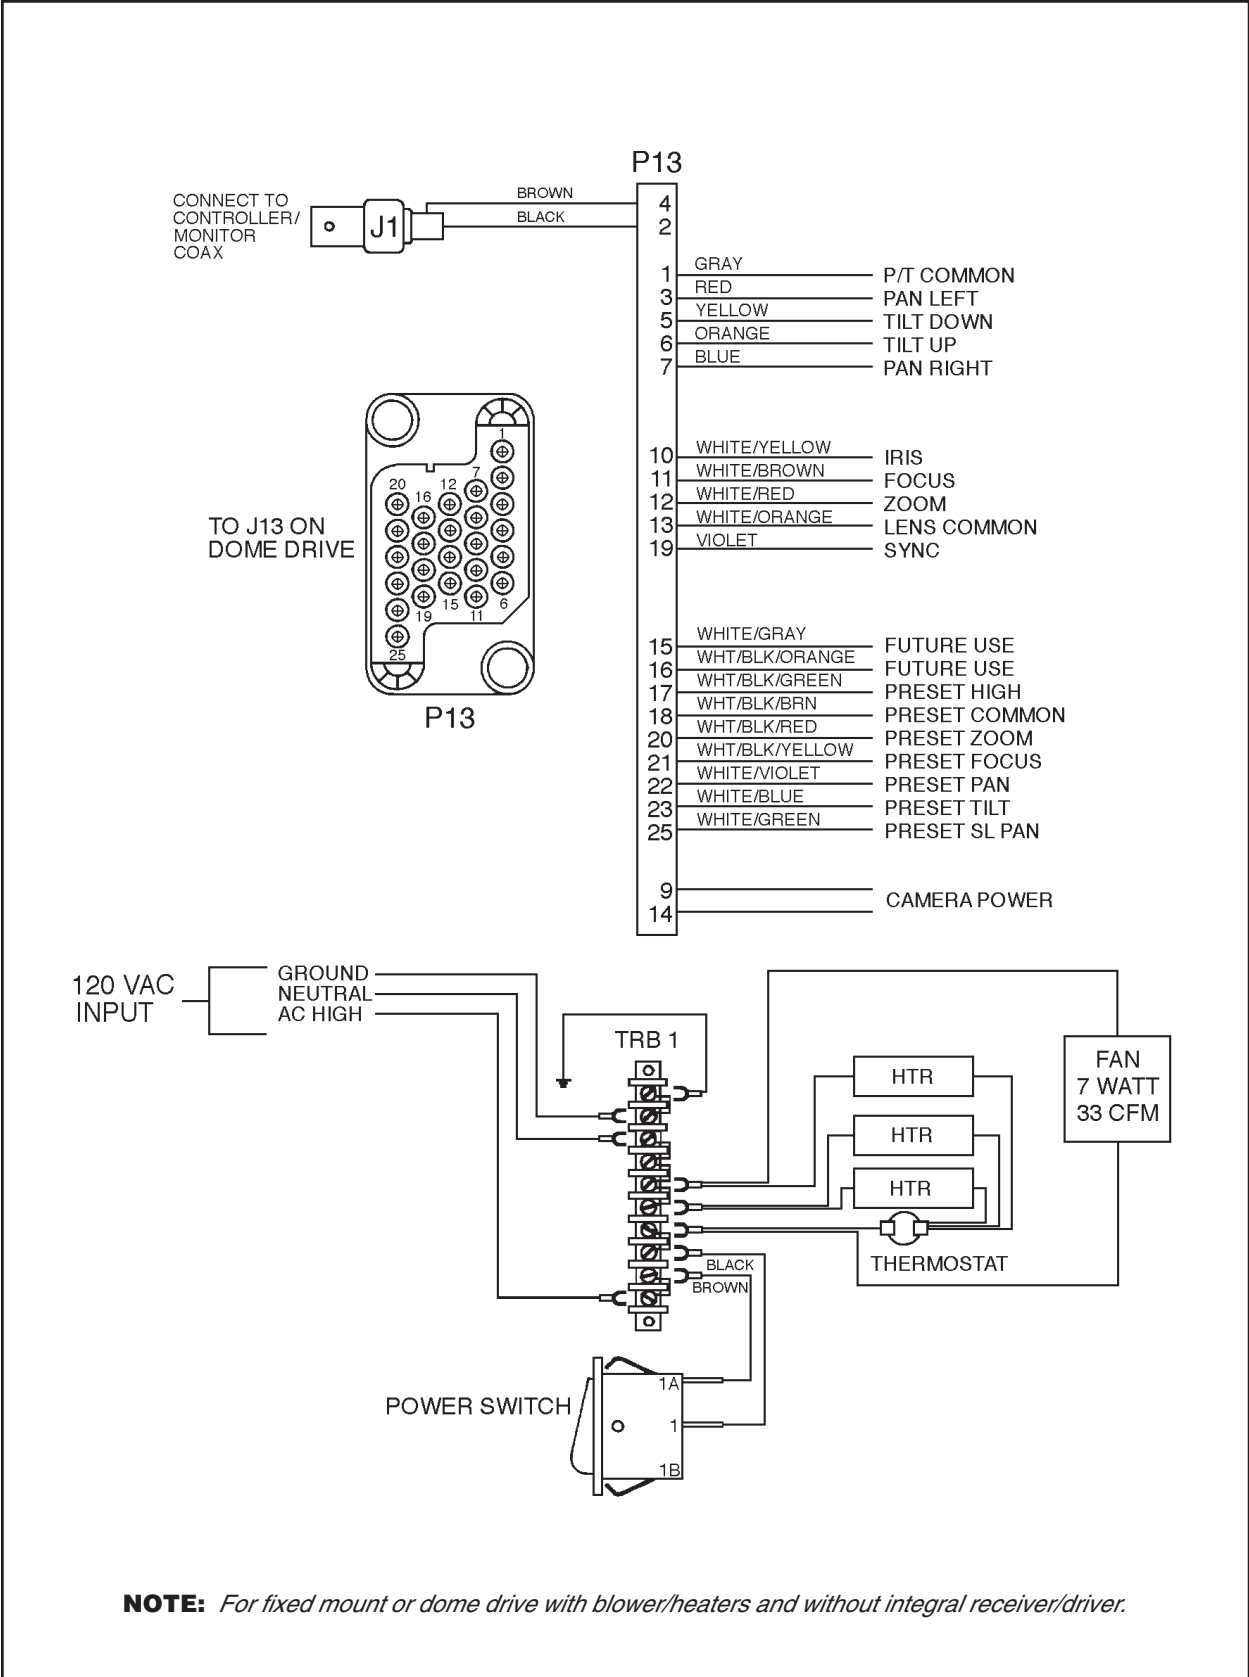 P13
CONNECT TO
CONTROLLER/
MONITOR
COAX
J1
BROWN
BLACK
4
2
1 GRAY P/T COMMON
3 RED PAN LEFT
5 YELLOW TILT DOWN
6 ORANGE TILT UP
7 BLUE PAN RIGHT
10 WHITE/YELLOW IRIS
11 WHITE/BROWN FOCUS
12 WHITE/RED ZOOM
13 WHITE/ORANGE LENS COMMON
19 VIOLET SYNC
TO J13 ON
DOME DRIVE
1
7
12
20
16
6
15
11
19
25
P13
15 WHITE/GRAY FUTURE USE
16 WHT/BLK/ORANGE FUTURE USE
17 WHT/BLK/GREEN PRESET HIGH
18 WHT/BLK/BRN PRESET COMMON
20 WHT/BLK/RED PRESET ZOOM
21 WHT/BLK/YELLOW PRESET FOCUS
22 WHITE/VIOLET PRESET PAN
23 WHITE/BLUE PRESET TILT
25 WHITE/GREEN PRESET SL PAN
9
14
CAMERA POWER
120 VAC
INPUT
GROUND
NEUTRAL
AC HIGH
TRB 1
HTR
HTR
HTR
FAN
7 WATT
33 CFM
THERMOSTAT
BLACK
BROWN
POWER SWITCH
1A
1
1B
NOTE: For fixed mount or dome drive with blower/heaters and without integral receiver/driver.